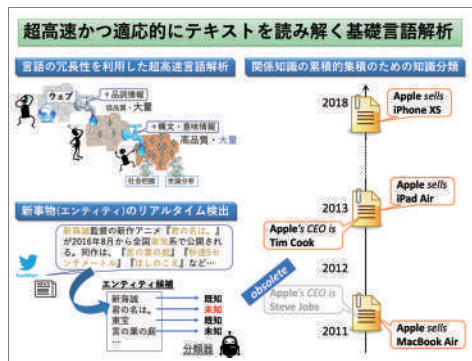 超高速かつ適応的にテキストを読み解く基礎言語解析
言語の冗長性を利用した超高速言語解析
ウェブ
+品詞情報
低品質・大量
+構文・意味情報
高品質・大量
社会把握
世論分析
新事物(エンティティ)のリアルタイム検出
新海誠監督の新作アニメ『君の名は。』
が2016年8月から全国東宝系で公開され
る。同作は、『言の葉の庭』『秒速5セ
ンチメートル』『ほしのこえ』など…
twitter
エンティティ候補
新海誠
既知
君の名は。
未知
東宝
既知
言の葉の庭
未知
….
分類器
関係知識の累積的集積のための知識分類
2018
Apple sells
iPhone XS
Apple sells
iPad Air
2013
Apple's CEO is
Tim Cook
2012
obsolete
Apple's CEO is
Steve Jobs
2011
Apple sells
MacBook Air